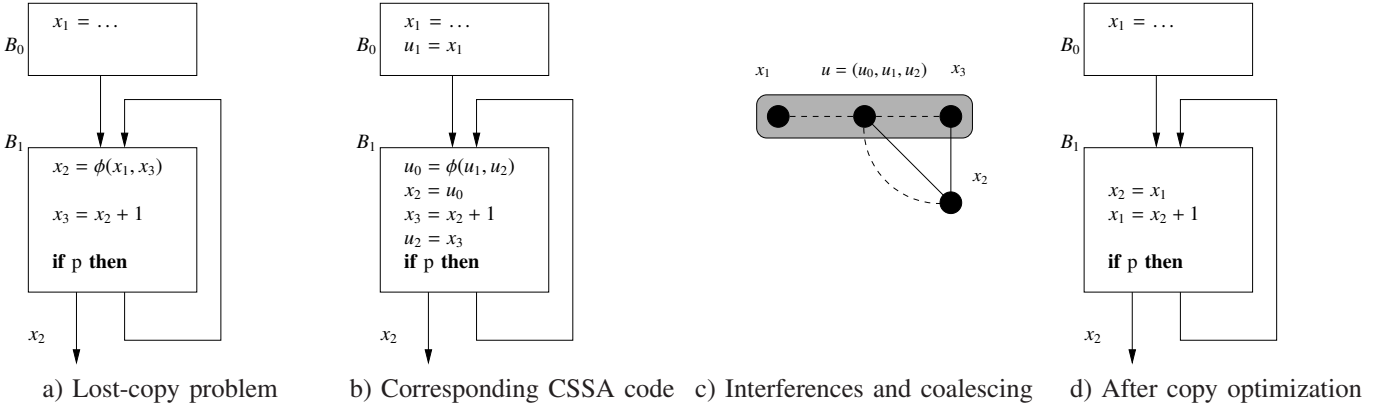 B₀
x₁ = …
B₁
x₂ = ϕ(x₁, x₃)
x₃ = x₂ + 1
if p then
x₂
a) Lost-copy problem
B₀
x₁ = …
u₁ = x₁
B₁
u₀ = ϕ(u₁, u₂)
x₂ = u₀
x₃ = x₂ + 1
u₂ = x₃
if p then
x₂
b) Corresponding CSSA code
x₁
u = (u₀, u₁, u₂)
x₃
x₂
c) Interferences and coalescing
B₀
x₁ = …
B₁
x₂ = x₁
x₁ = x₂ + 1
if p then
x₂
d) After copy optimization